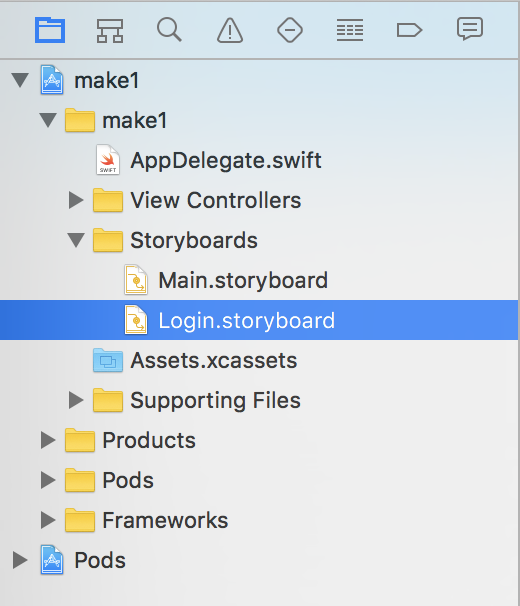 make1
make1
SWIFT
AppDelegate.swift
View Controllers
Storyboards
Main.storyboard
Login.storyboard
Assets.xcassets
Supporting Files
Products
Pods
Frameworks
Pods